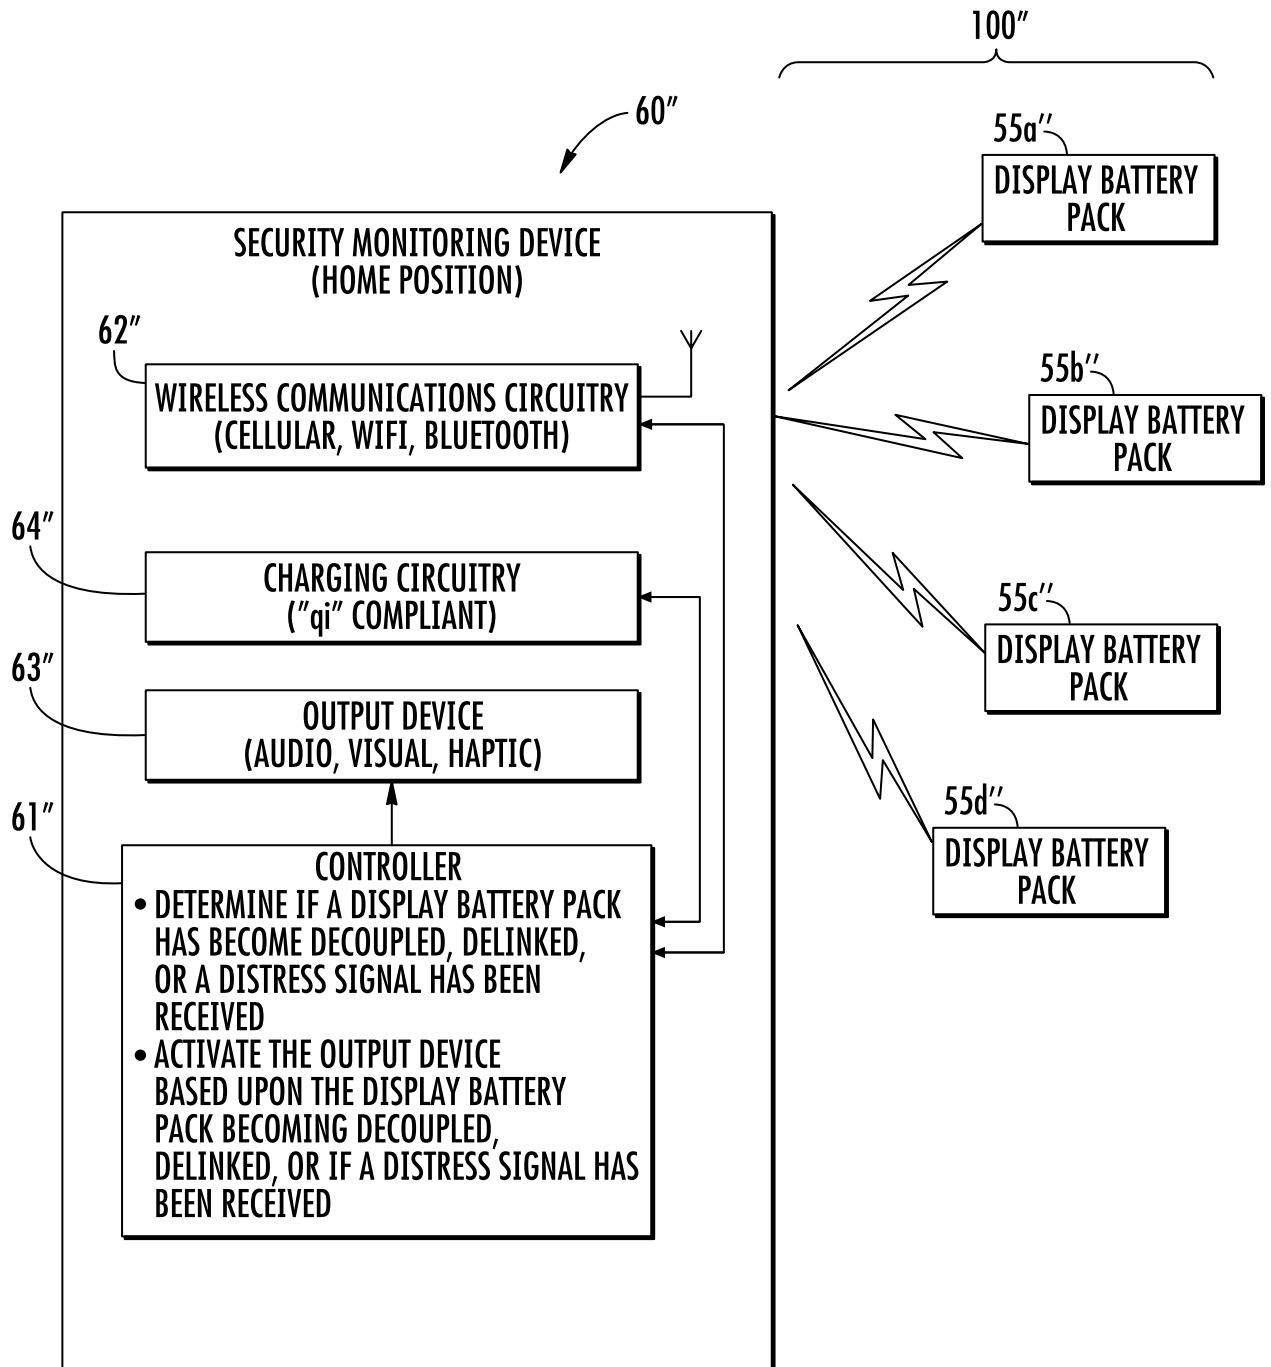 100″
60″
55a′′
DISPLAY BATTERY
PACK
SECURITY MONITORING DEVICE
(HOME POSITION)
62″
WIRELESS COMMUNICATIONS CIRCUITRY
(CELLULAR, WIFI, BLUETOOTH)
55b′′
DISPLAY BATTERY
PACK
64″
CHARGING CIRCUITRY
(″qi″ COMPLIANT)
55c′′
DISPLAY BATTERY
PACK
63″
OUTPUT DEVICE
(AUDIO, VISUAL, HAPTIC)
55d′′
DISPLAY BATTERY
PACK
61″
CONTROLLER
• DETERMINE IF A DISPLAY BATTERY PACK
HAS BECOME DECOUPLED, DELINKED,
OR A DISTRESS SIGNAL HAS BEEN
RECEIVED
• ACTIVATE THE OUTPUT DEVICE
BASED UPON THE DISPLAY BATTERY
PACK BECOMING DECOUPLED,
DELINKED, OR IF A DISTRESS SIGNAL HAS
BEEN RECEIVED